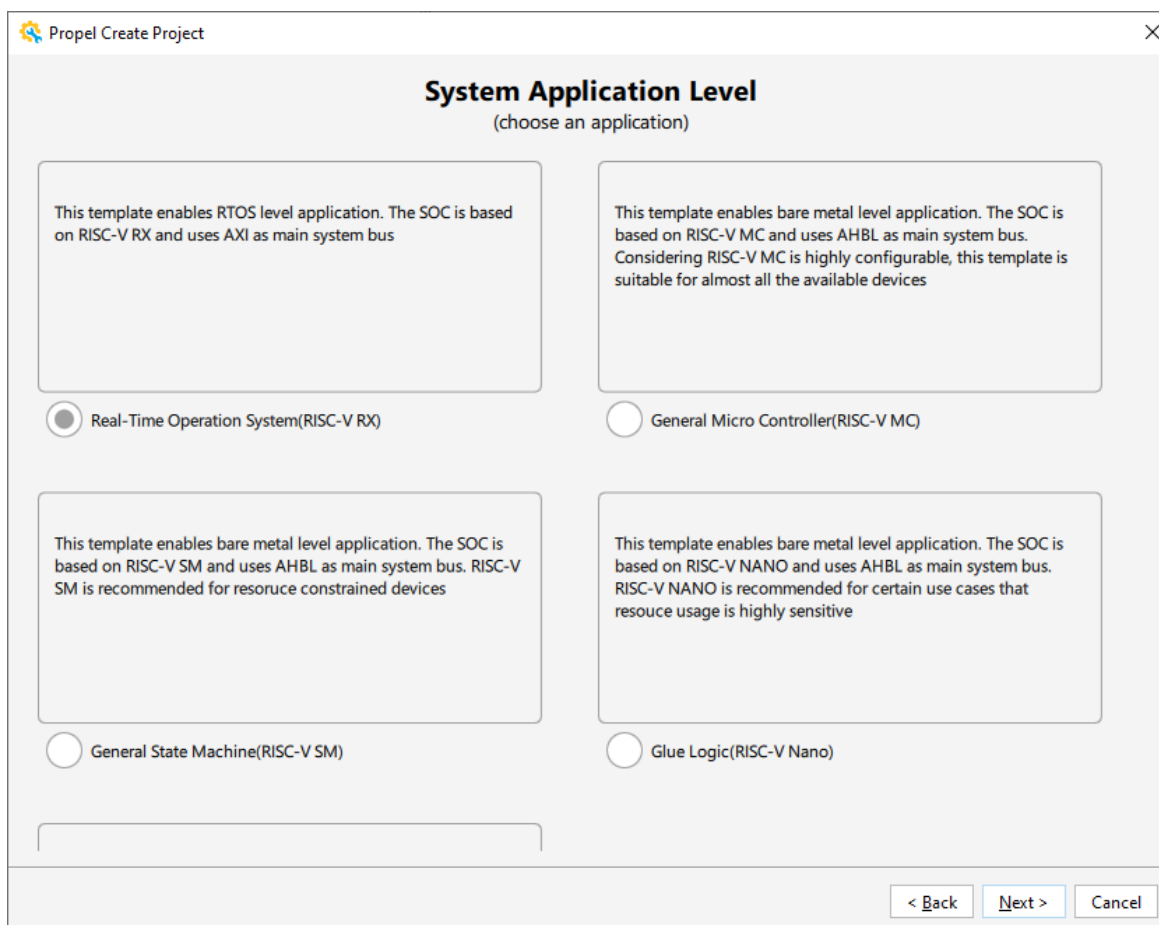 Propel Create Project
System Application Level
(choose an application)
This template enables RTOS level application. The SOC is based
on RISC-V RX and uses AXI as main system bus
Real-Time Operation System(RISC-V RX)
This template enables bare metal level application. The SOC is
based on RISC-V MC and uses AHBL as main system bus.
Considering RISC-V MC is highly configurable, this template is
suitable for almost all the available devices
General Micro Controller(RISC-V MC)
This template enables bare metal level application. The SOC is
based on RISC-V SM and uses AHBL as main system bus. RISC-V
SM is recommended for resoruce constrained devices
General State Machine(RISC-V SM)
This template enables bare metal level application. The SOC is
based on RISC-V NANO and uses AHBL as main system bus.
RISC-V NANO is recommended for certain use cases that
resouce usage is highly sensitive
Glue Logic(RISC-V Nano)
< Back
Next >
Cancel